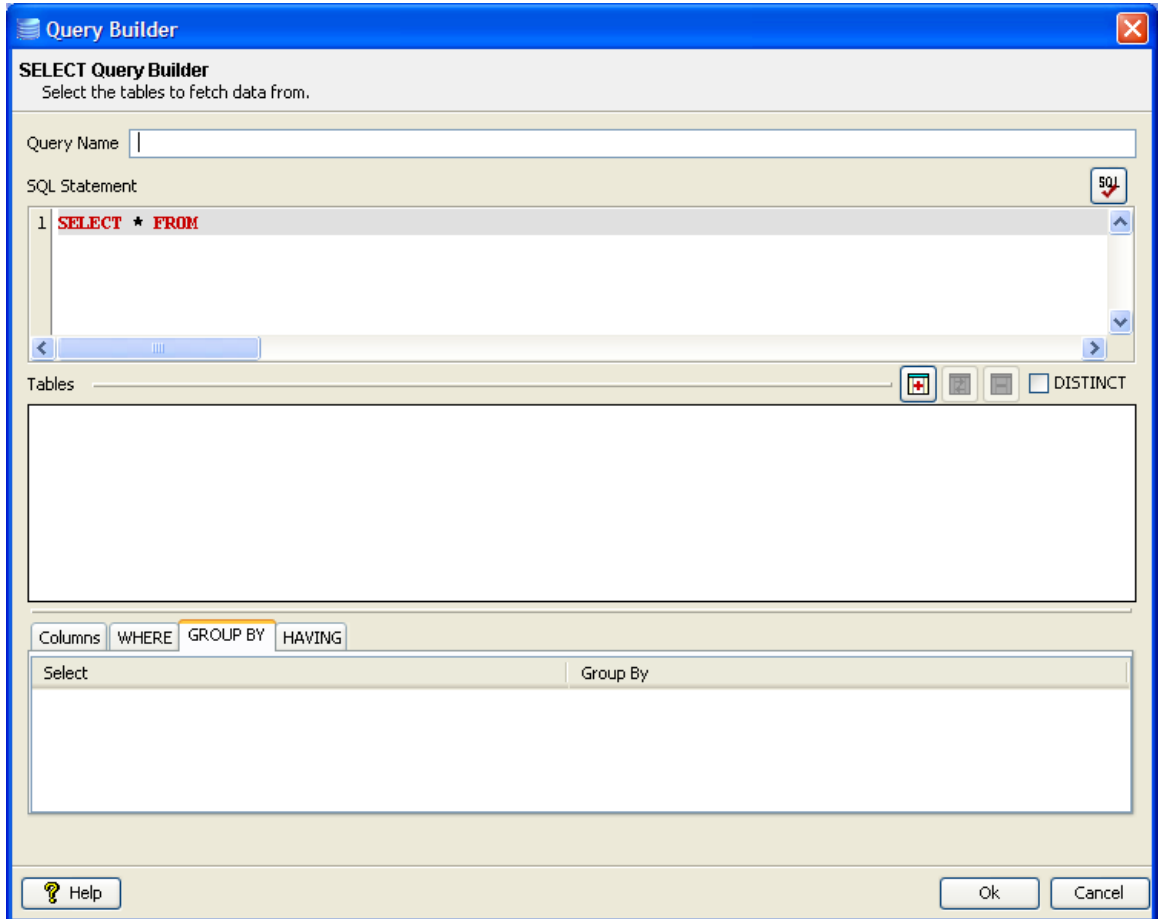 Query Builder
SELECT Query Builder
Select the tables to fetch data from.
Query Name
SQL Statement
SQL
1 SELECT * FROM
Tables
DISTINCT
Columns WHERE GROUP BY HAVING
Select Group By
? Help Ok Cancel